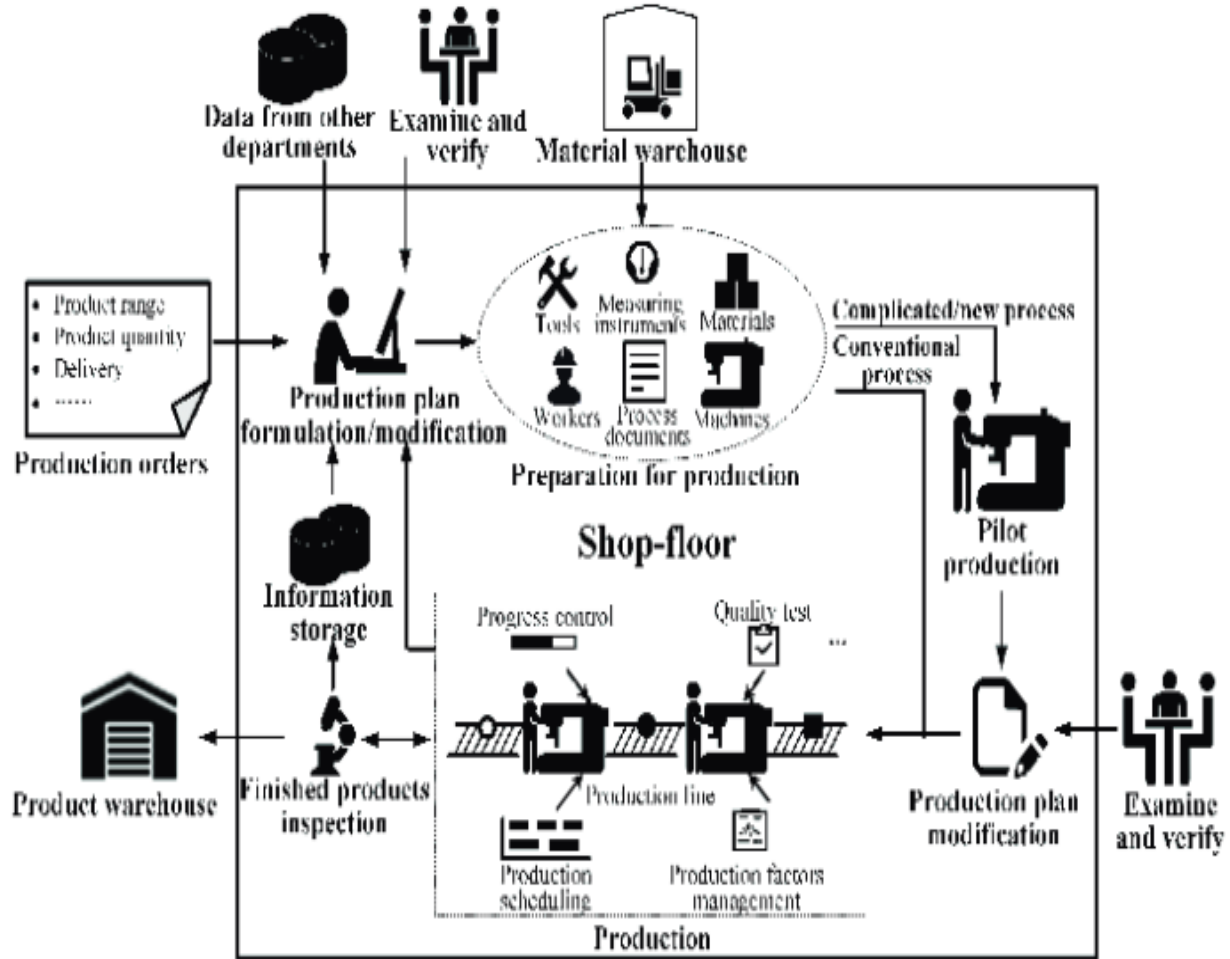 Data from other
departments
Examine and
verify
Material warehouse
• Product range
• Product quantity
• Delivery
• ......
Production orders
Production plan
formulation/modification
Tools
Measuring
instruments
Materials
Workers
Process
documents
Machines
Preparation for production
Complicated/new process
Conventional
process
Pilot
production
Shop-floor
Information
storage
Progress control
Quality test
...
Product warehouse
Finished products
inspection
Production line
Production
scheduling
Production factors
management
Production
Production plan
modification
Examine
and verify